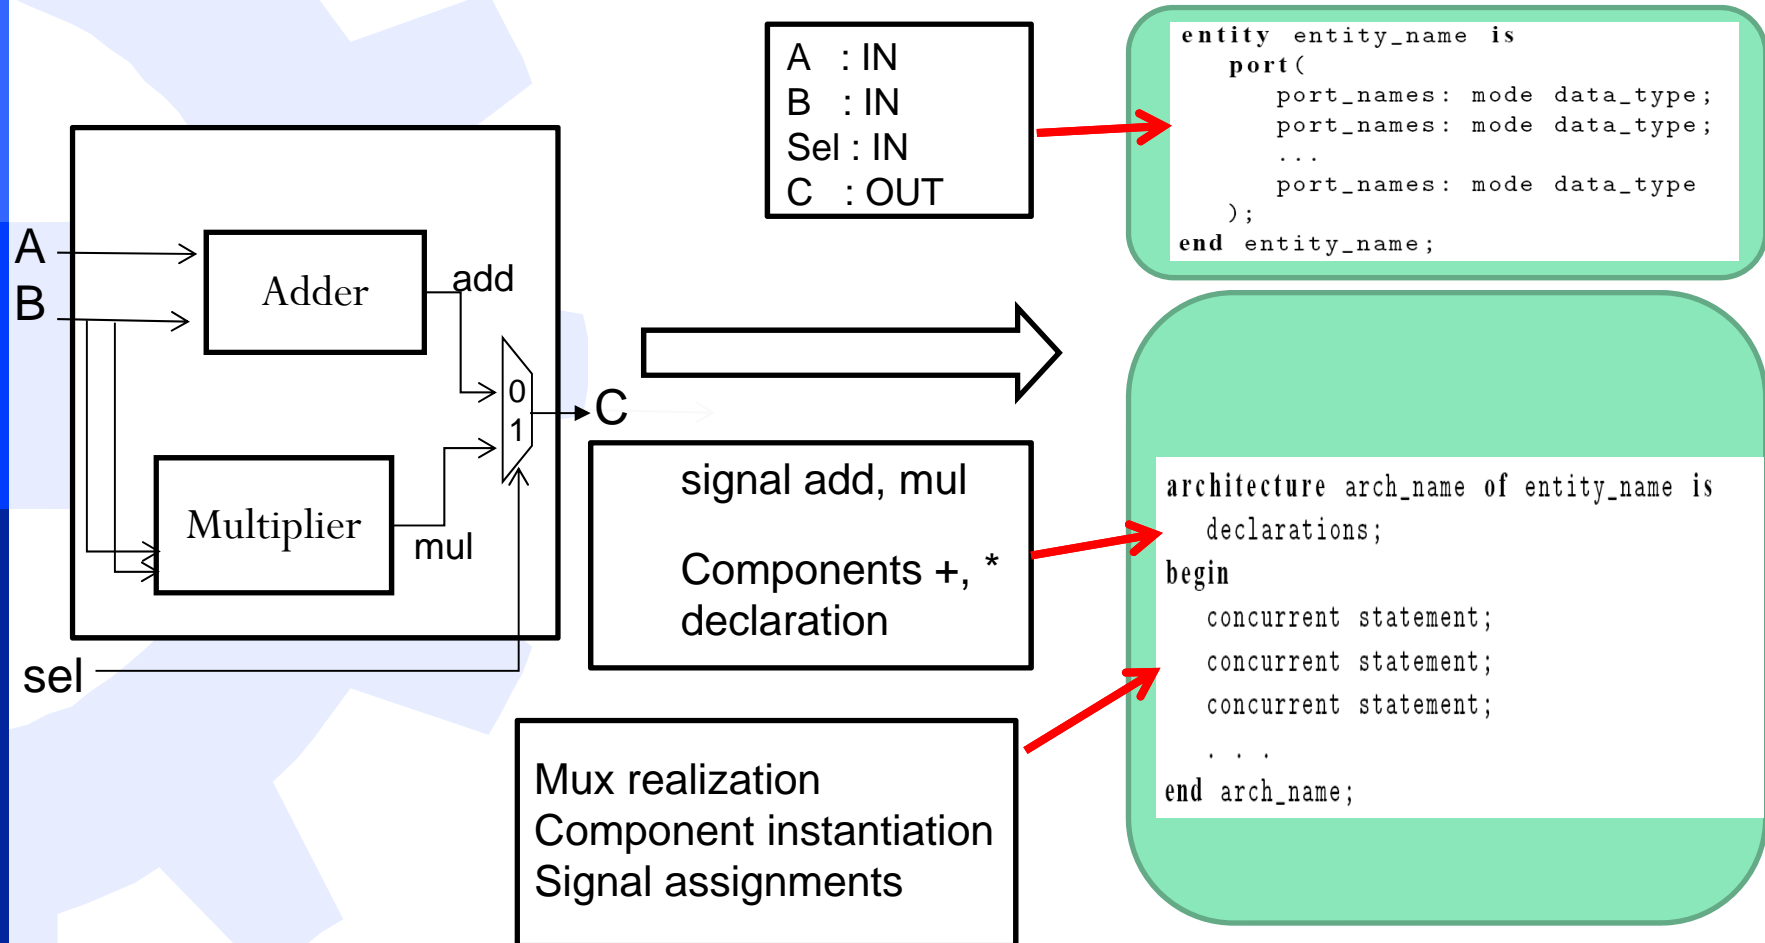 A
B
Adder
add
Multiplier
mul
0
1
C
sel
A : IN
B : IN
Sel : IN
C : OUT
entity entity_name is
port(
port_names: mode data_type;
port_names: mode data_type;
...
port_names: mode data_type
);
end entity_name;
signal add, mul
Components +, *
declaration
Mux realization
Component instantiation
Signal assignments
architecture arch_name of entity_name is
declarations;
begin
concurrent statement;
concurrent statement;
concurrent statement;
. . .
end arch_name;